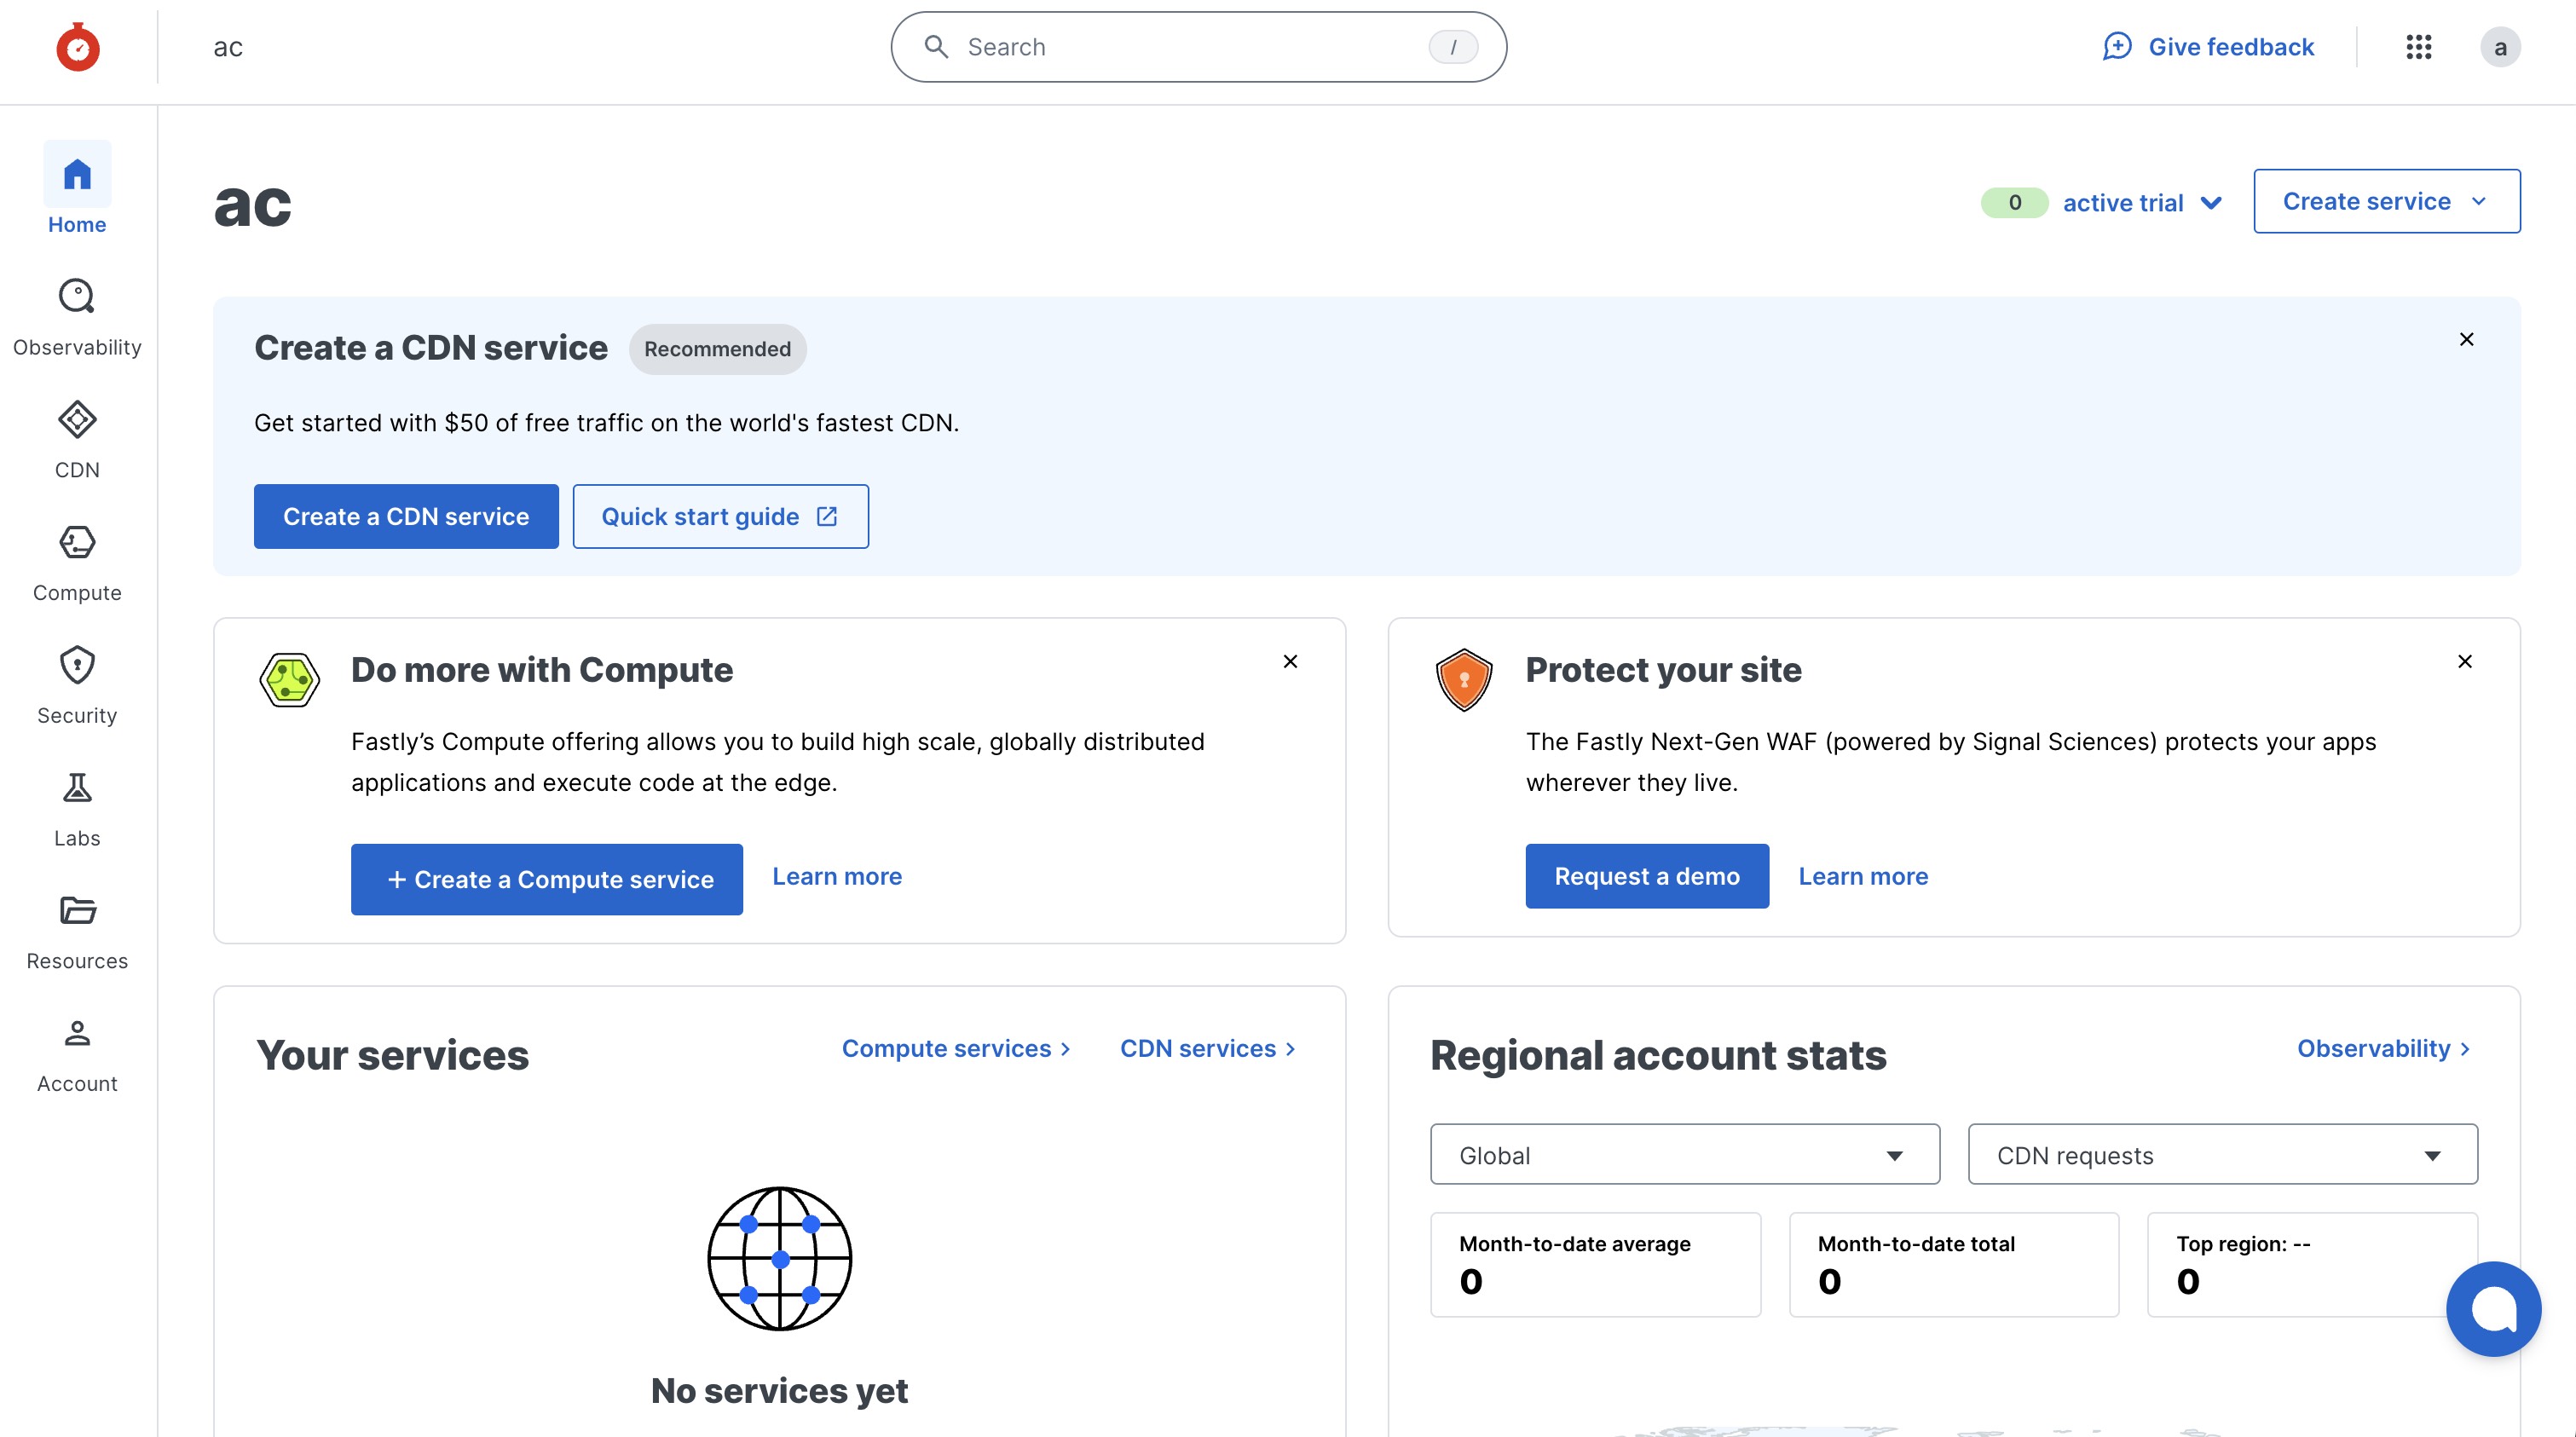 ac
Search /
Give feedback
a
Home
Observability
CDN
Compute
Security
Labs
Resources
Account
ac
0 active trial
Create service
Create a CDN service Recommended
Get started with $50 of free traffic on the world's fastest CDN.
Create a CDN service
Quick start guide
Do more with Compute
Fastly’s Compute offering allows you to build high scale, globally distributed
applications and execute code at the edge.
+ Create a Compute service
Learn more
Protect your site
The Fastly Next-Gen WAF (powered by Signal Sciences) protects your apps
wherever they live.
Request a demo
Learn more
Your services
Compute services
CDN services
No services yet
Regional account stats
Observability
Global
CDN requests
Month-to-date average
0
Month-to-date total
0
Top region: --
0